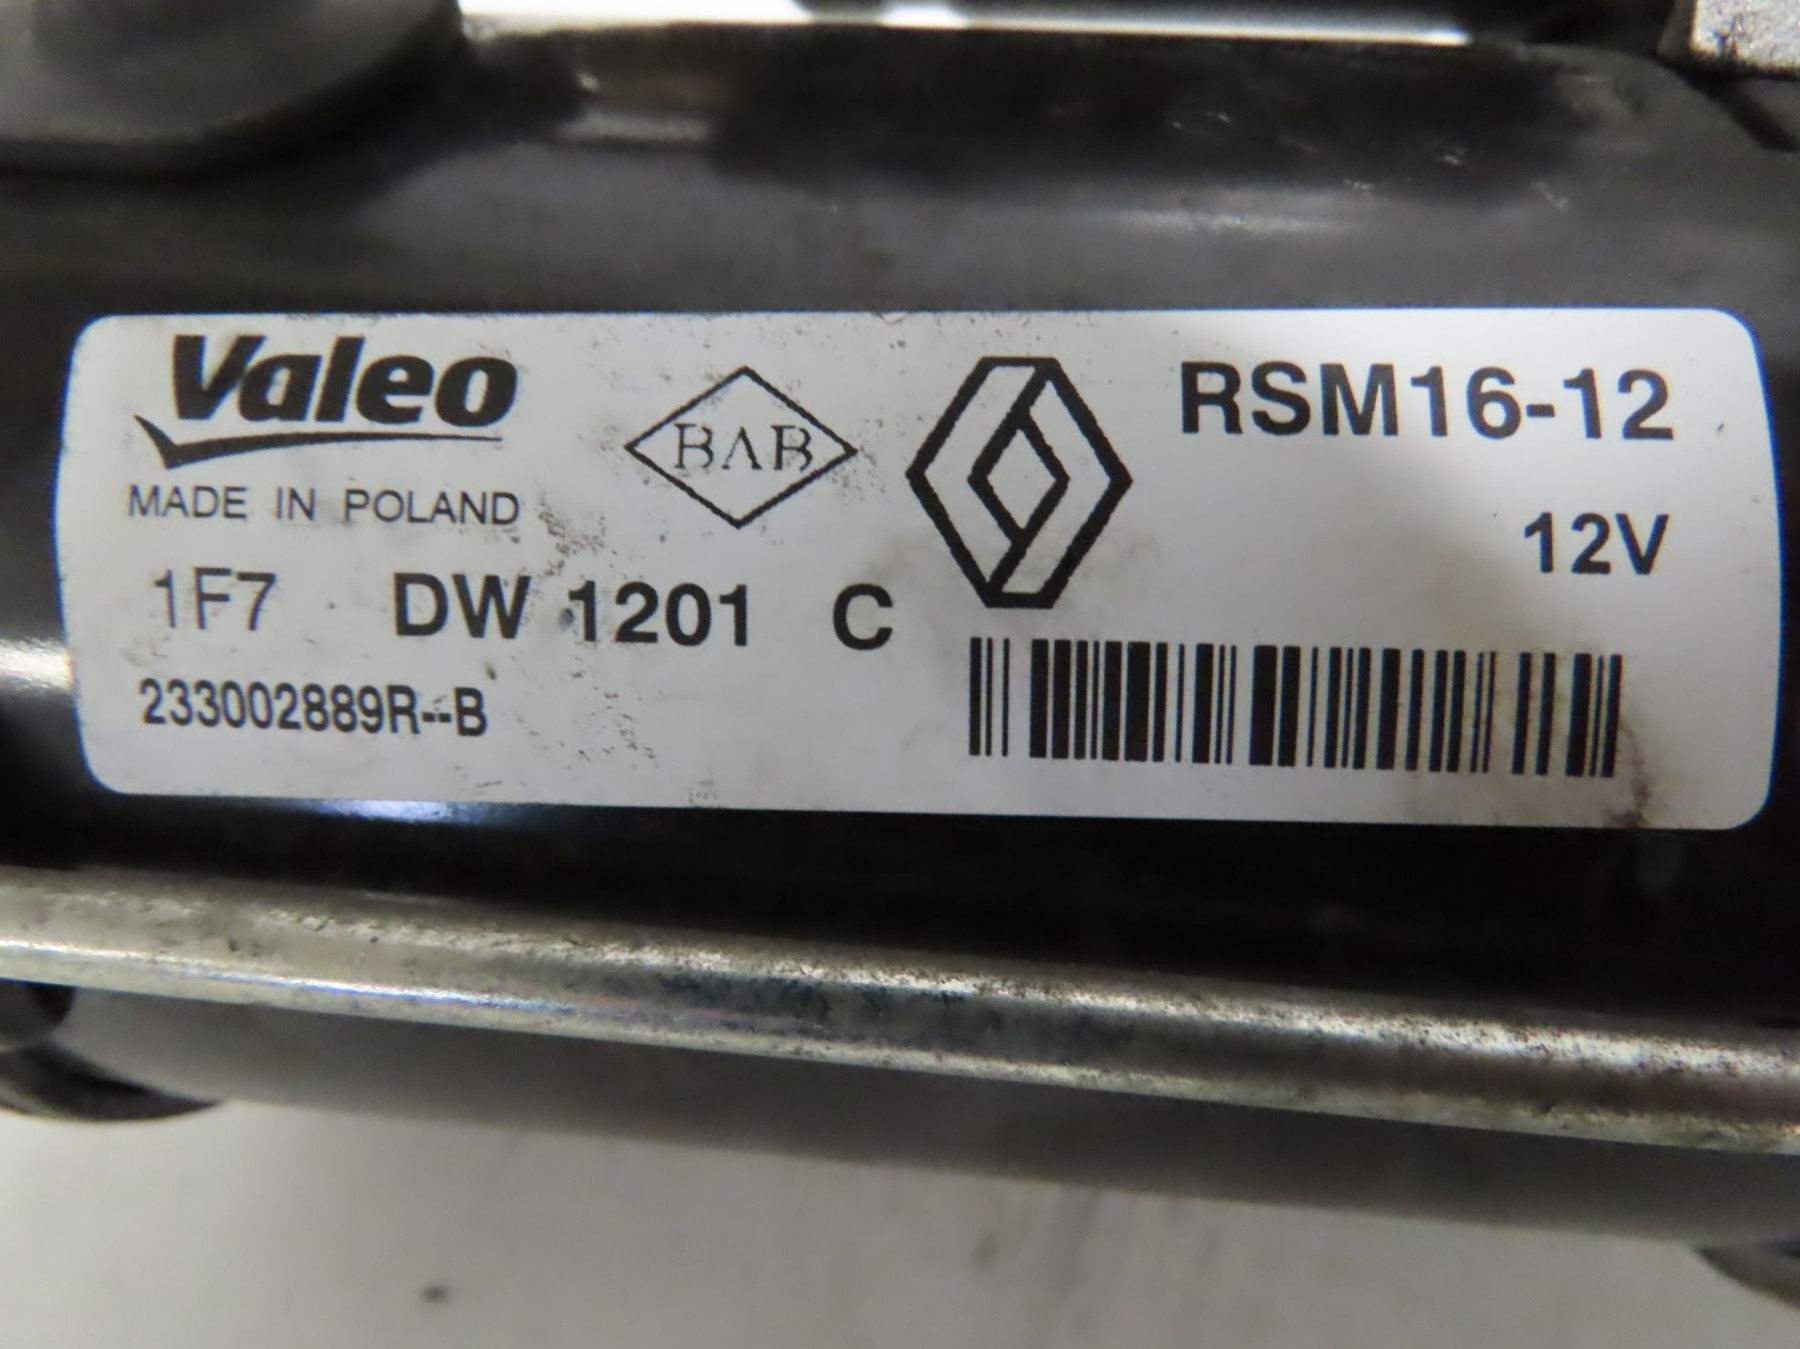 Valeo
MADE IN POLAND
BAB
RSM16-12
12V
1F7 DW 1201 C
233002889R--B